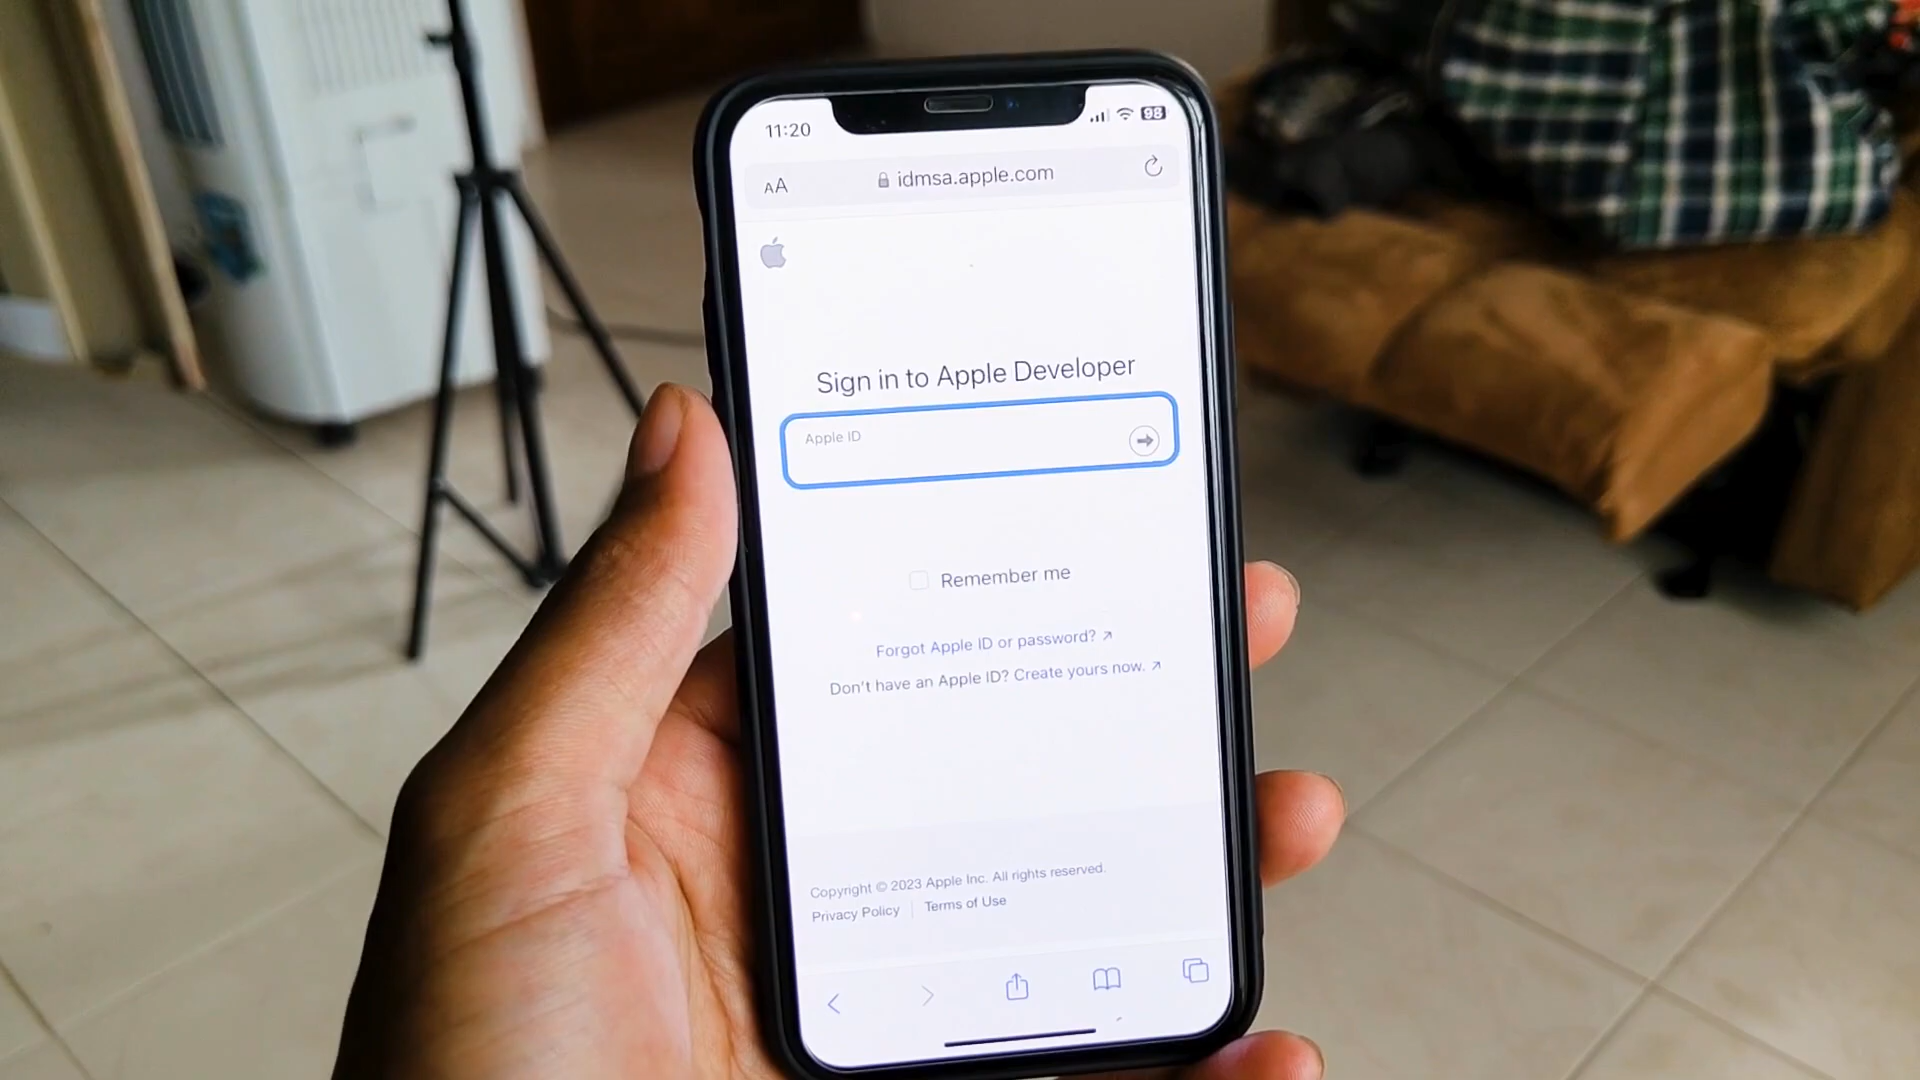 11:20
98
AA idmsa.apple.com
Sign in to Apple Developer
Apple ID
Remember me
Forgot Apple ID or password? ↗
Don't have an Apple ID? Create yours now. ↗
Copyright © 2023 Apple Inc. All rights reserved.
Privacy Policy | Terms of Use